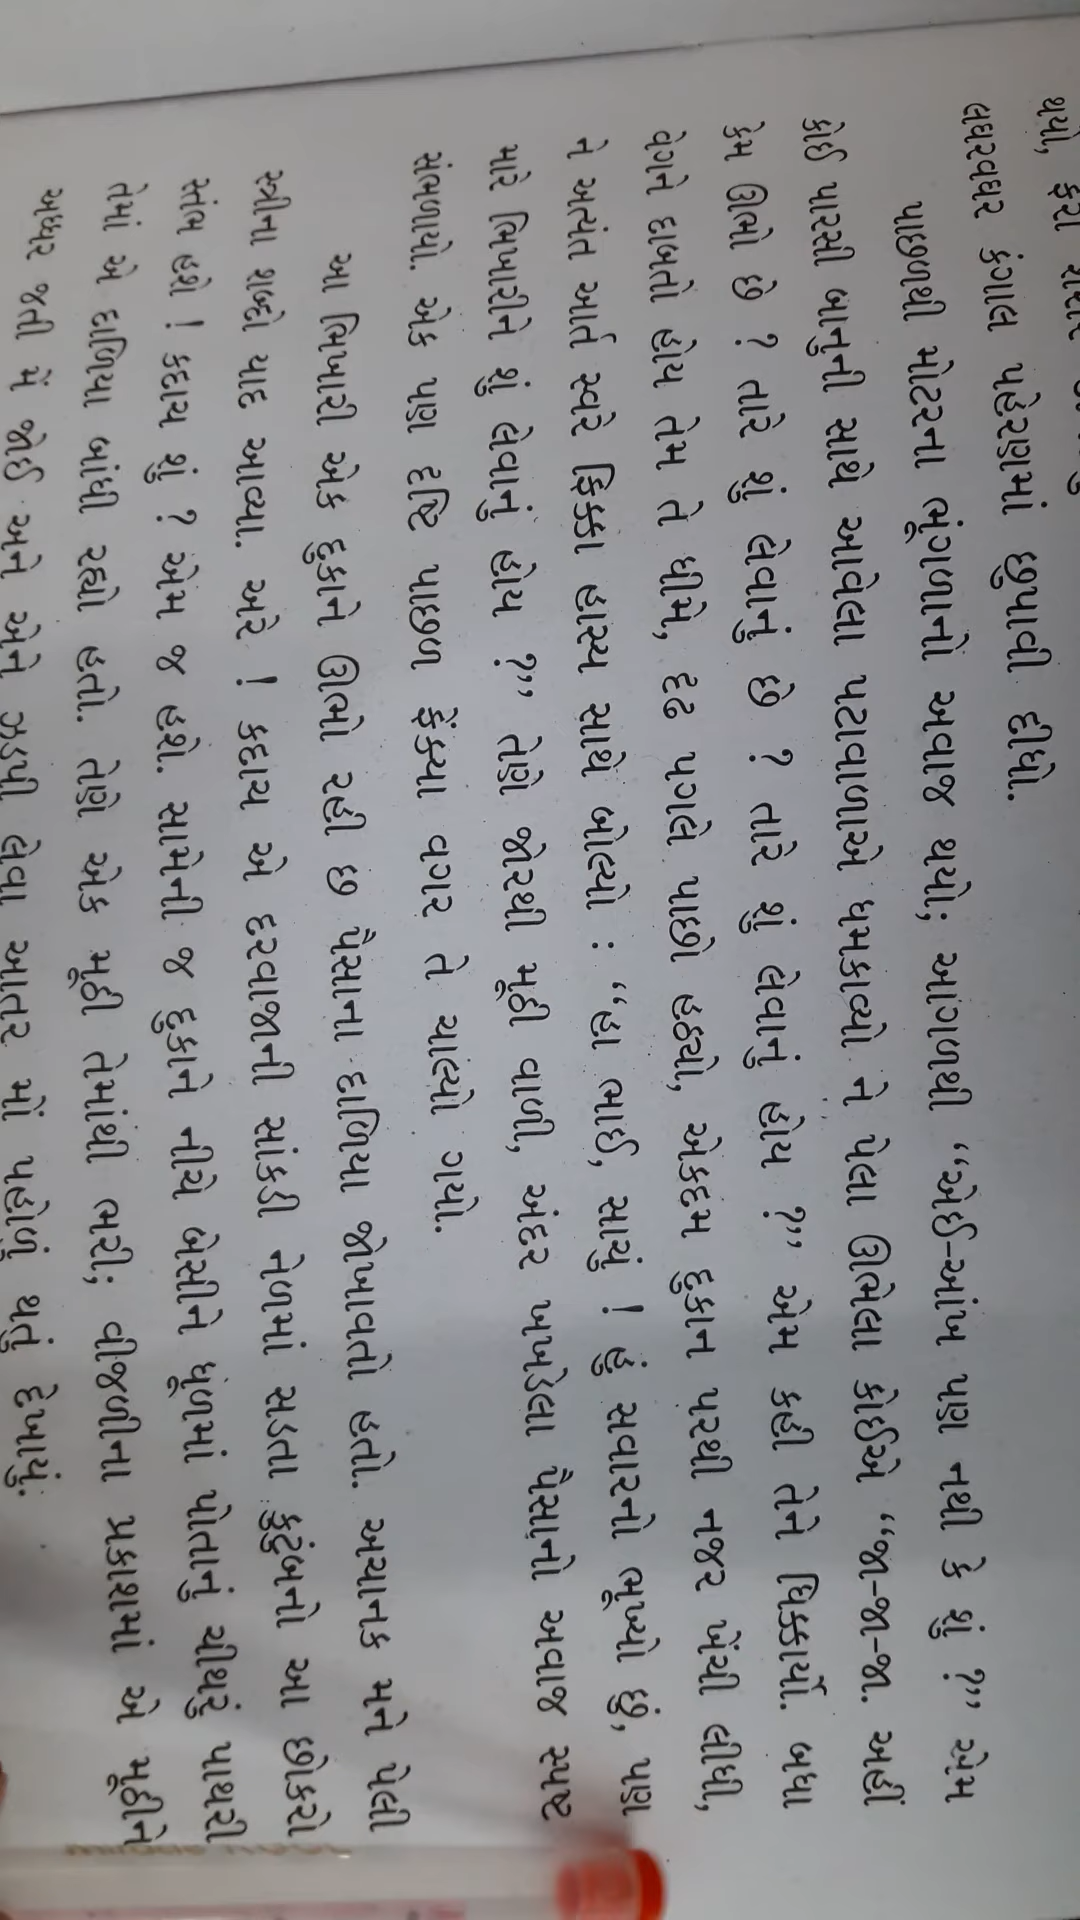 થયો, ફરી
લઘરવઘર કંગાલ પહેરણમાં છુપાવી દીધો.
પાછળથી મોટરના ભૂંગળાનો અવાજ થયો; આગળથી “એઈ-આંખ પણ નથી કે શું ?” એમ
કોઈ પારસી બાનુની સાથે આવેલા પટાવાળાએ ધમકાવ્યો ને પેલા ઊભેલા કોઈએ “જા-જા-જા. અહીં
કેમ ઊભો છે ? તારે શું લેવાનું છે ? તારે શું લેવાનું હોય ?” એમ કહી તેને ધિક્કાર્યો. બધા
વેગને દાબતો હોય તેમ તે ધીમે, દૃઢ પગલે પાછો હઠ્યો, એકદમ દુકાન પરથી નજર ખેંચી લીધી,
ને અત્યંત આર્ત સ્વરે ફિક્કા હાસ્ય સાથે બોલ્યો : “હા ભાઈ, સાચું ! હું સવારનો ભૂખ્યો છું, પણ
મારે ભિખારીને શું લેવાનું હોય ?” તેણે જોરથી મૂઠી વાળી, અંદર ખખડેલા પૈસાનો અવાજ સ્પષ્ટ
સંભળાયો. એક પણ દૃષ્ટિ પાછળ ફેંક્યા વગર તે ચાલ્યો ગયો.
આ ભિખારી એક દુકાને ઊભો રહી છ પૈસાના દાળિયા જોખાવતો હતો. અચાનક મને પેલી
સ્ત્રીના શબ્દો યાદ આવ્યા. અરે ! કદાચ એ દરવાજાની સાંકડી નેળમાં સડતા કુટુંબનો આ છોકરો
સ્તંભ હશે ! કદાચ શું ? એમ જ હશે. સામેની જ દુકાને નીચે બેસીને ધૂળમાં પોતાનું ચીથરું પાથરી
તેમાં એ દાળિયા બાંધી રહ્યો હતો. તેણે એક મૂઠી તેમાંથી ભરી; વીજળીના પ્રકાશમાં એ મૂઠીને
અધ્ધર જતી મેં જોઈ અને એને ઝડપી લેવા આતર મોં પહોળું થતું દેખાયું.